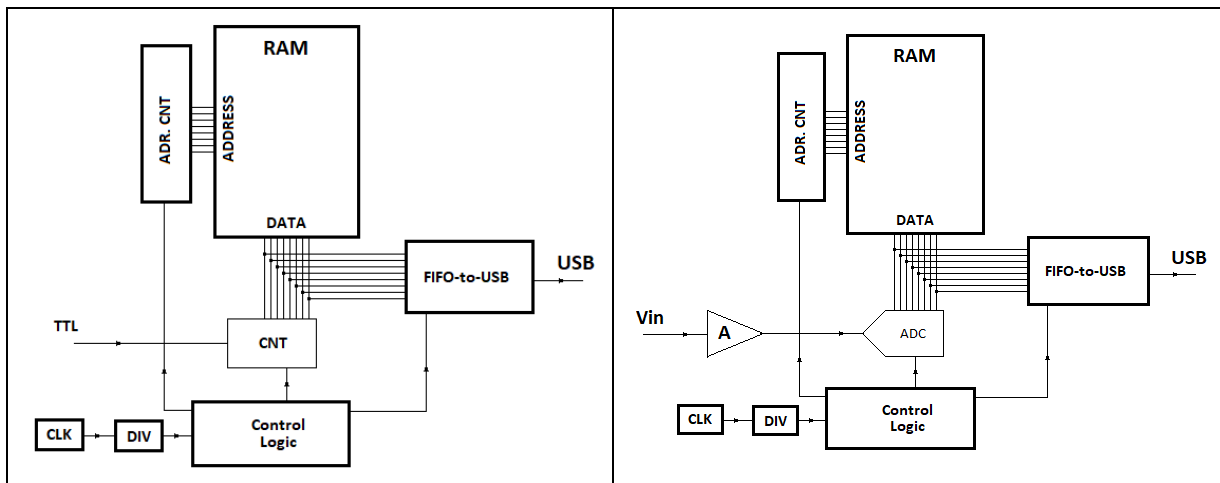 RAM
ADR. CNT
ADDRESS
DATA
FIFO-to-USB
USB
TTL
CNT
CLK
DIV
Control
Logic
RAM
ADR. CNT
ADDRESS
DATA
FIFO-to-USB
USB
Vin
A
ADC
CLK
DIV
Control
Logic